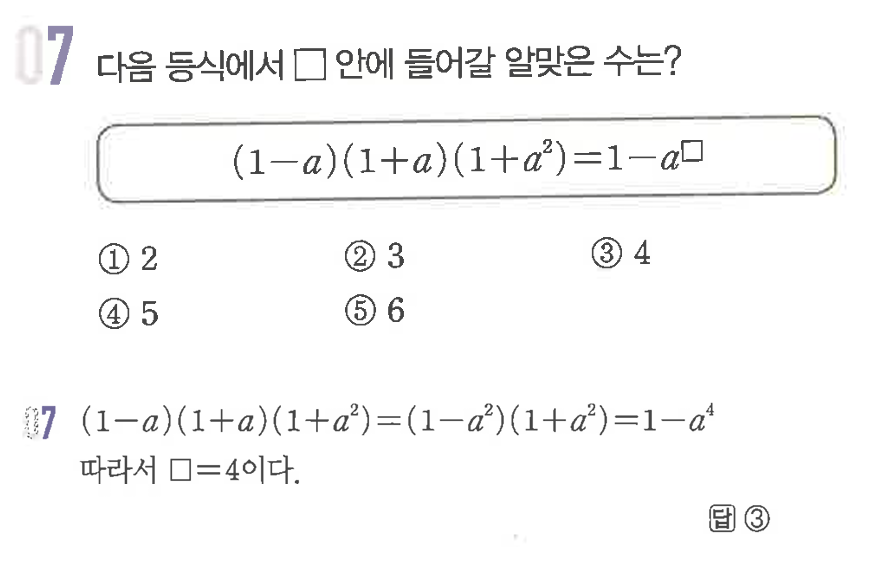 07 다음 등식에서 □ 안에 들어갈 알맞은 수는?
(1-a)(1+a)(1+a²)=1-a^□
① 2 ② 3 ③ 4
④ 5 ⑤ 6
07 (1-a)(1+a)(1+a²)=(1-a²)(1+a²)=1-a⁴
따라서 □=4이다.
답 ③